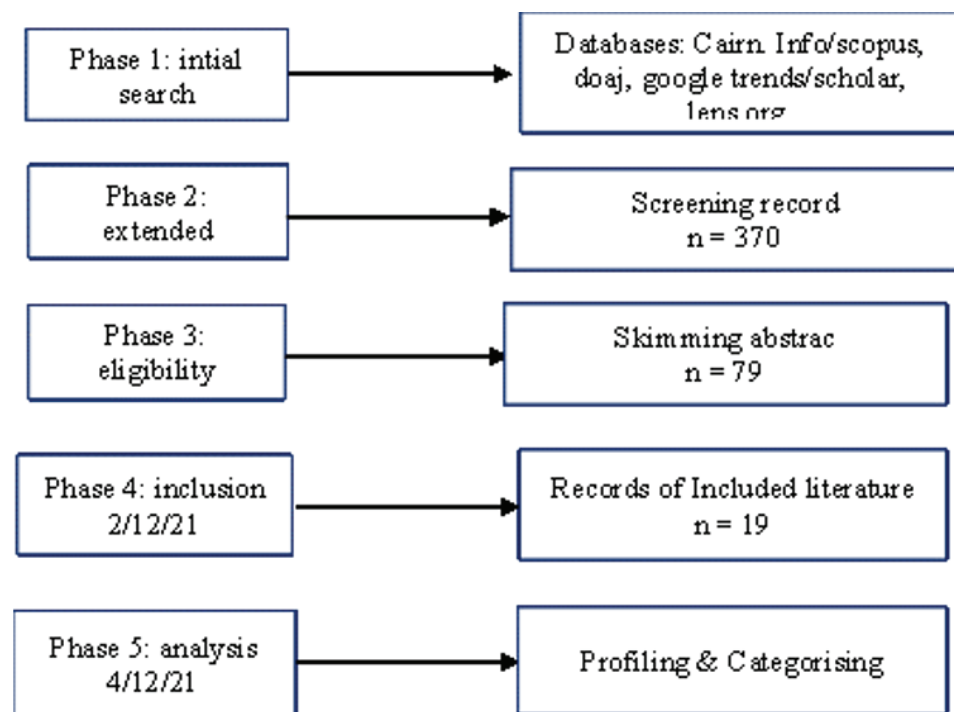 Phase 1: intial
search
Databases: Cairn. Info/scopus,
doaj, google trends/scholar,
lens.org
Phase 2:
extended
Screening record
n = 370
Phase 3:
eligibility
Skimming abstrac
n = 79
Phase 4: inclusion
2/12/21
Records of Included literature
n = 19
Phase 5: analysis
4/12/21
Profiling & Categorising